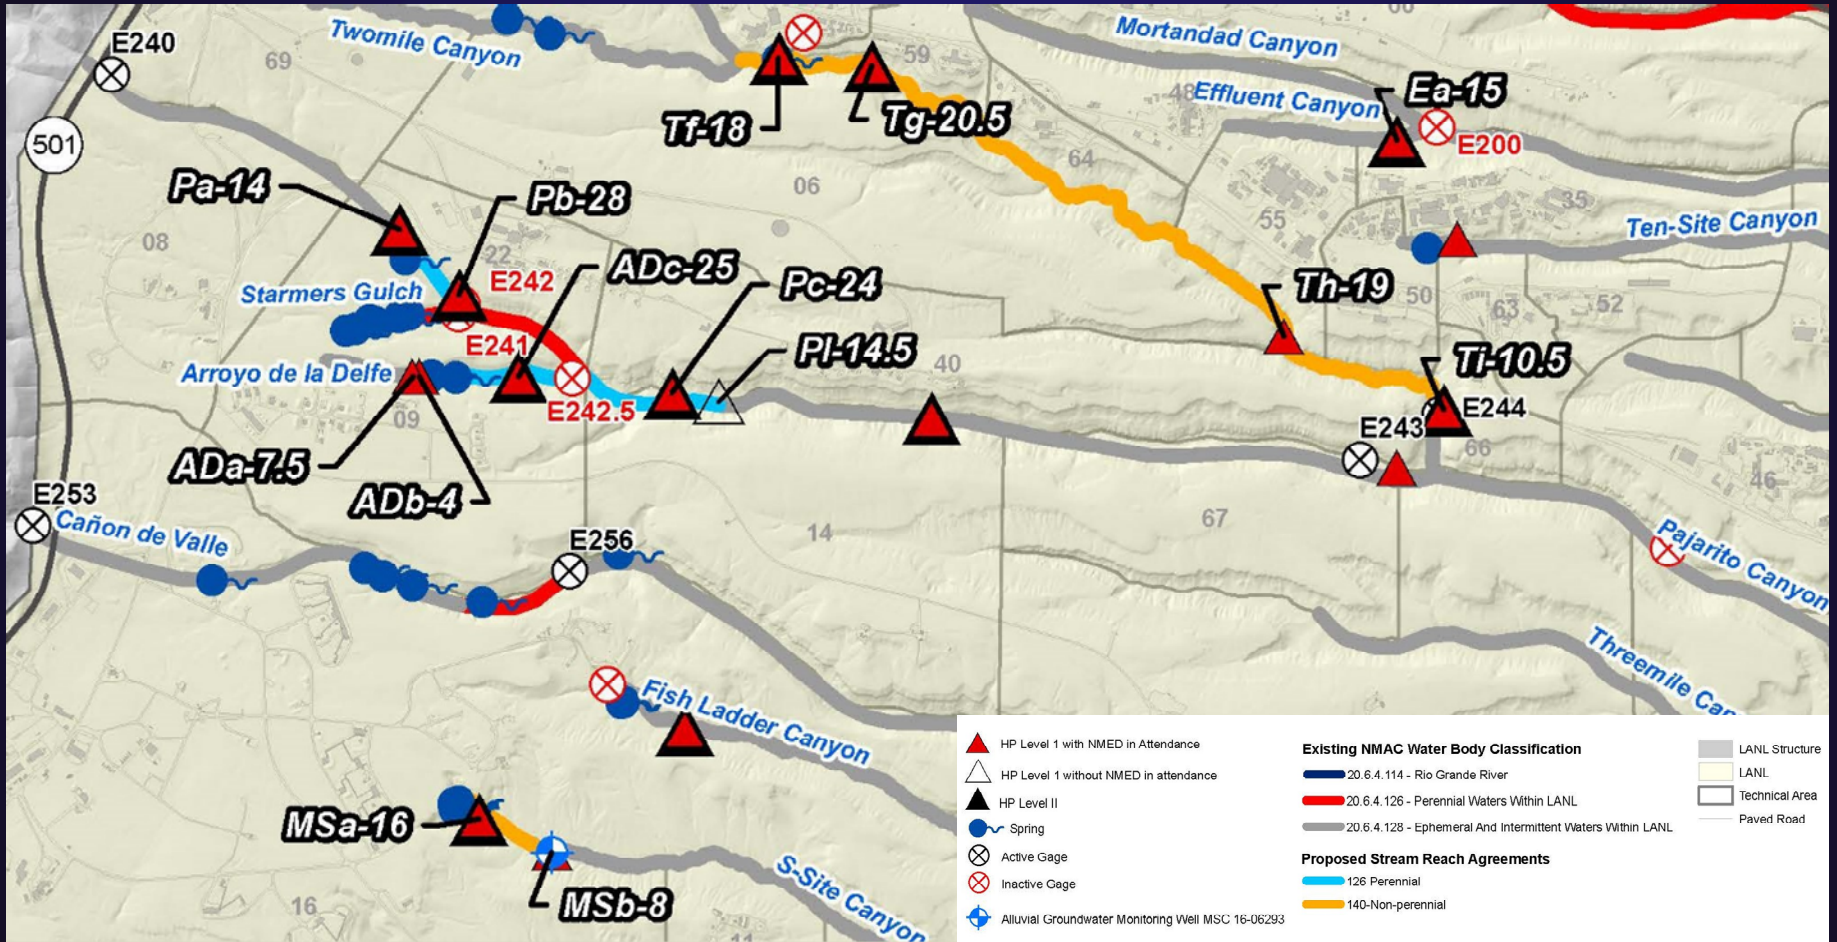 66
Twomile Canyon
Mortandad Canyon
E240
69
59
48
Effluent Canyon
Ea-15
E200
Tf-18
Tg-20.5
501
64
06
Pa-14
Pb-28
35
55
Ten-Site Canyon
08
22
E242
ADc-25
Pc-24
Starmers Gulch
Th-19
50
63
52
E241
Pl-14.5
40
Ti-10.5
Arroyo de la Delfe
E242.5
09
E244
E243
66
ADa-7.5
46
ADb-4
E253
Cañon de Valle
E256
14
67
Pajarito Canyon
Threemile Can
Fish Ladder Canyon
MSa-16
MSb-8
S-Site Canyon
16
11
HP Level 1 with NMED in Attendance
HP Level 1 without NMED in attendance
HP Level II
Spring
Active Gage
Inactive Gage
Alluvial Groundwater Monitoring Well MSC 16-06293
Existing NMAC Water Body Classification
20.6.4.114 - Rio Grande River
20.6.4.126 - Perennial Waters Within LANL
20.6.4.128 - Ephemeral And Intermittent Waters Within LANL
Proposed Stream Reach Agreements
126 Perennial
140-Non-perennial
LANL Structure
LANL
Technical Area
Paved Road